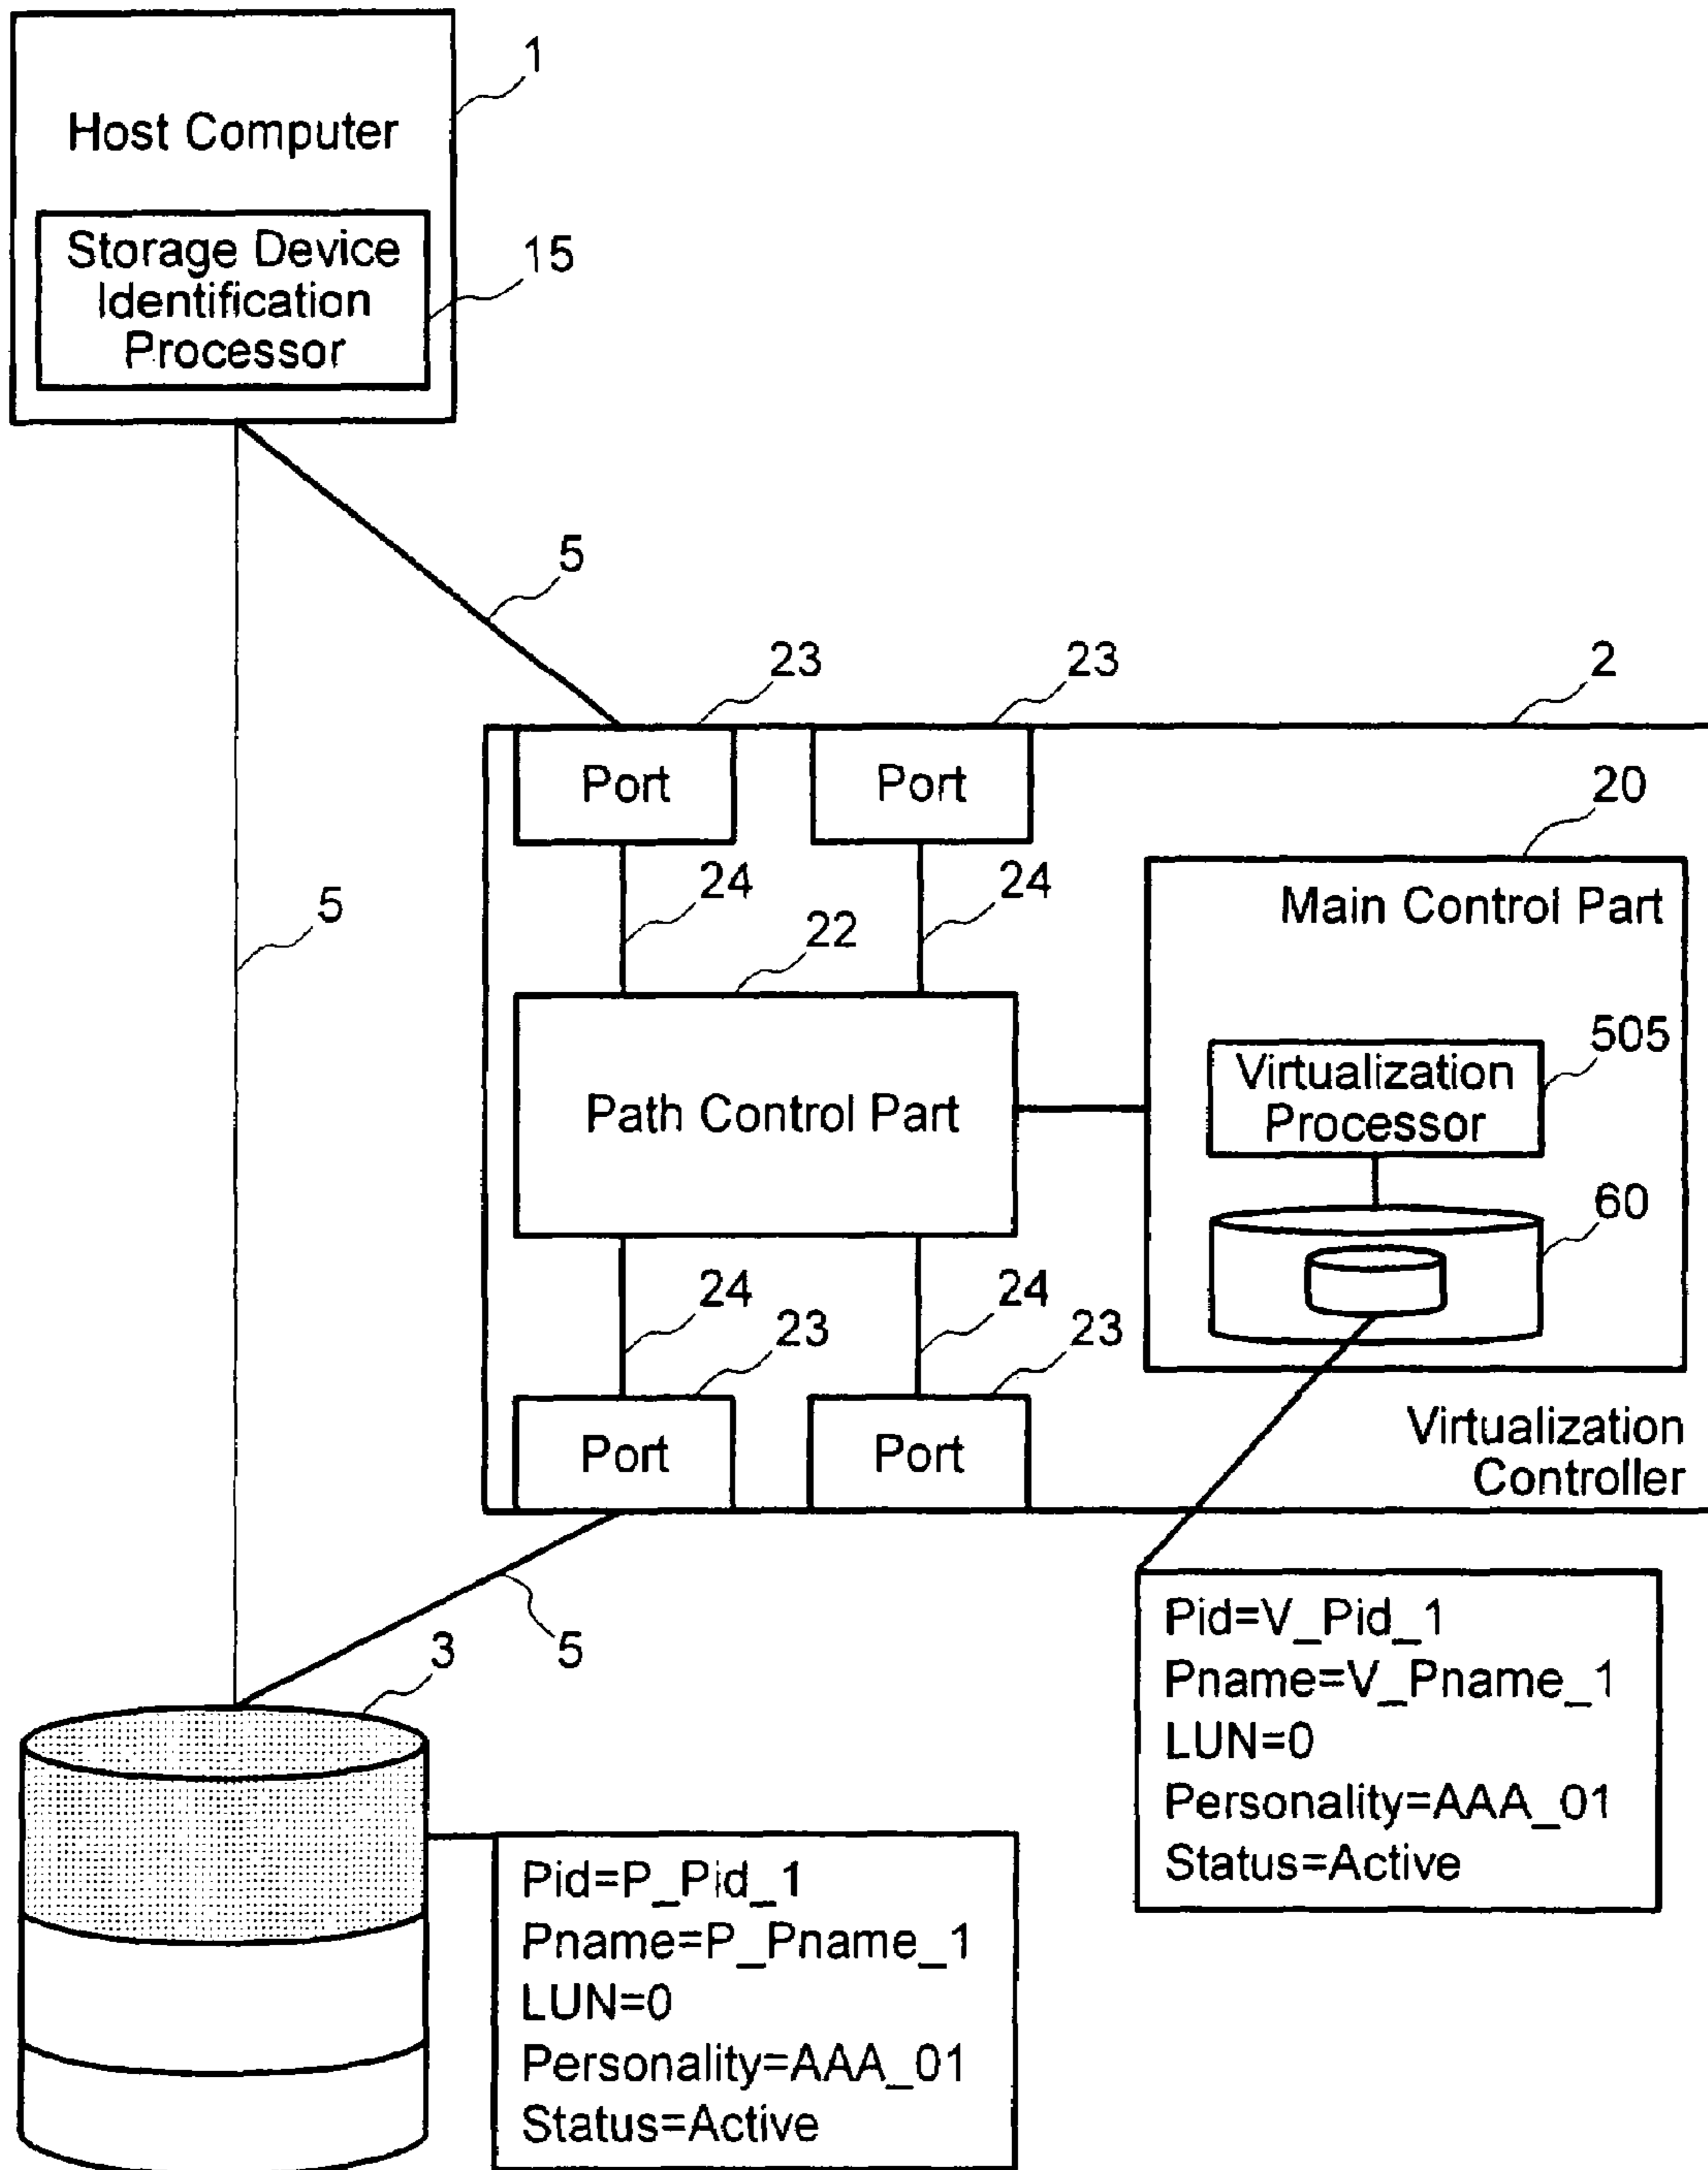 1
Host Computer
Storage Device
Identification
Processor
15
5
23
23
2
Port
Port
20
24
24
Main Control Part
5
22
505
Virtualization
Processor
Path Control Part
60
24
24
23
23
Port
Port
Virtualization
Controller
5
3
Pid=V_Pid_1
Pname=V_Pname_1
LUN=0
Personality=AAA_01
Status=Active
Pid=P_Pid_1
Pname=P_Pname_1
LUN=0
Personality=AAA_01
Status=Active